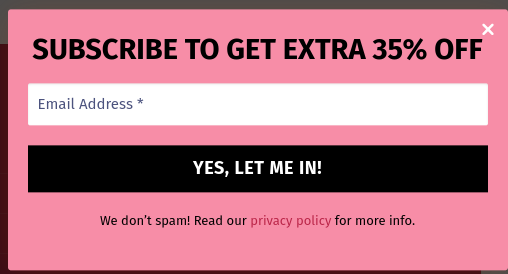 SUBSCRIBE TO GET EXTRA 35% OFF
Email Address *
YES, LET ME IN!
We don’t spam! Read our privacy policy for more info.